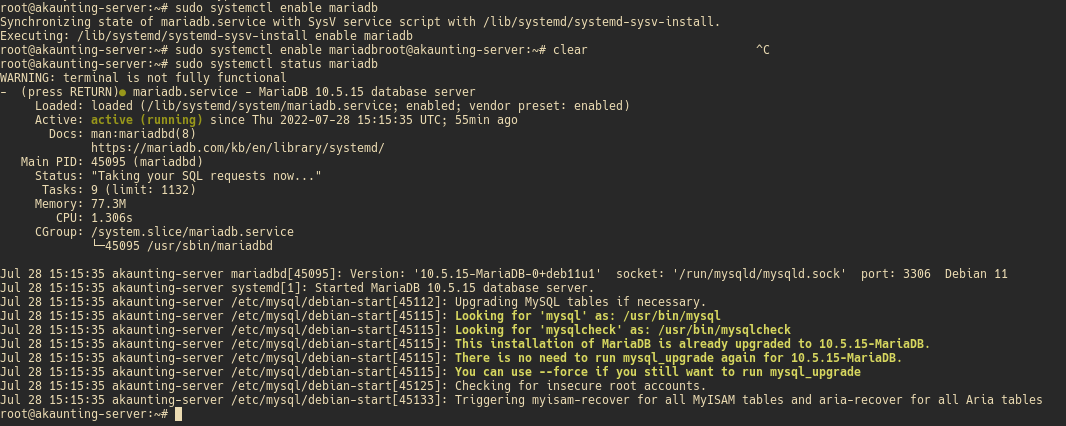 root@akaunting-server:~# sudo systemctl enable mariadb
Synchronizing state of mariadb.service with SysV service script with /lib/systemd/systemd-sysv-install.
Executing: /lib/systemd/systemd-sysv-install enable mariadb
root@akaunting-server:~# sudo systemctl enable mariadbroot@akaunting-server:~# clear                        ^C
root@akaunting-server:~# sudo systemctl status mariadb
WARNING: terminal is not fully functional
-  (press RETURN)● mariadb.service - MariaDB 10.5.15 database server
     Loaded: loaded (/lib/systemd/system/mariadb.service; enabled; vendor preset: enabled)
     Active: active (running) since Thu 2022-07-28 15:15:35 UTC; 55min ago
       Docs: man:mariadbd(8)
             https://mariadb.com/kb/en/library/systemd/
   Main PID: 45095 (mariadbd)
     Status: "Taking your SQL requests now..."
      Tasks: 9 (limit: 1132)
     Memory: 77.3M
        CPU: 1.306s
     CGroup: /system.slice/mariadb.service
             └─45095 /usr/sbin/mariadbd
Jul 28 15:15:35 akaunting-server mariadbd[45095]: Version: '10.5.15-MariaDB-0+deb11u1'  socket: '/run/mysqld/mysqld.sock'  port: 3306  Debian 11
Jul 28 15:15:35 akaunting-server systemd[1]: Started MariaDB 10.5.15 database server.
Jul 28 15:15:35 akaunting-server /etc/mysql/debian-start[45112]: Upgrading MySQL tables if necessary.
Jul 28 15:15:35 akaunting-server /etc/mysql/debian-start[45115]: Looking for 'mysql' as: /usr/bin/mysql
Jul 28 15:15:35 akaunting-server /etc/mysql/debian-start[45115]: Looking for 'mysqlcheck' as: /usr/bin/mysqlcheck
Jul 28 15:15:35 akaunting-server /etc/mysql/debian-start[45115]: This installation of MariaDB is already upgraded to 10.5.15-MariaDB.
Jul 28 15:15:35 akaunting-server /etc/mysql/debian-start[45115]: There is no need to run mysql_upgrade again for 10.5.15-MariaDB.
Jul 28 15:15:35 akaunting-server /etc/mysql/debian-start[45115]: You can use --force if you still want to run mysql_upgrade
Jul 28 15:15:35 akaunting-server /etc/mysql/debian-start[45125]: Checking for insecure root accounts.
Jul 28 15:15:35 akaunting-server /etc/mysql/debian-start[45133]: Triggering myisam-recover for all MyISAM tables and aria-recover for all Aria tables
root@akaunting-server:~#